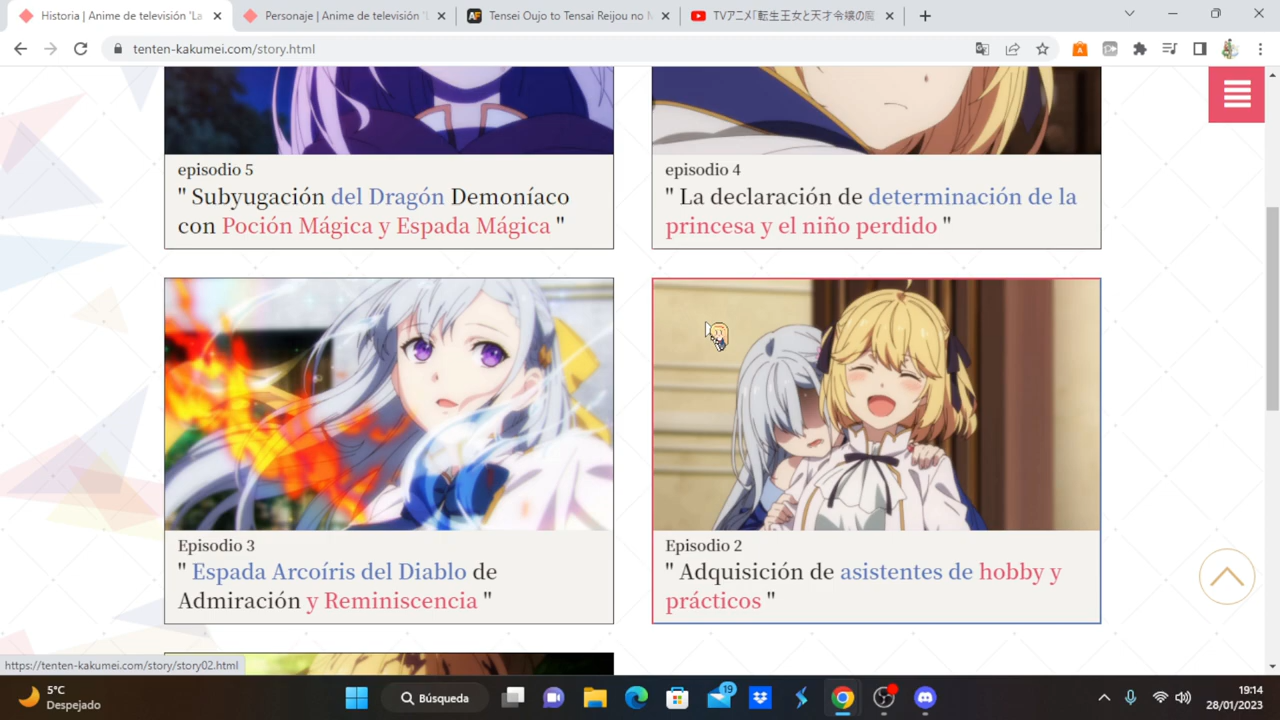 Historia | Anime de televisión 'La
Personaje | Anime de televisión 'L
Tensei Oujo to Tensai Reijou no M
TVアニメ「転生王女と天才令嬢の魔
tenten-kakumei.com/story.html
episodio 5
" Subyugación del Dragón Demoníaco
con Poción Mágica y Espada Mágica "
episodio 4
" La declaración de determinación de la
princesa y el niño perdido "
Episodio 3
" Espada Arcoíris del Diablo de
Admiración y Reminiscencia "
Episodio 2
" Adquisición de asistentes de hobby y
prácticos "
https://tenten-kakumei.com/story/story02.html
5°C
Despejado
Búsqueda
19
19:14
28/01/2023